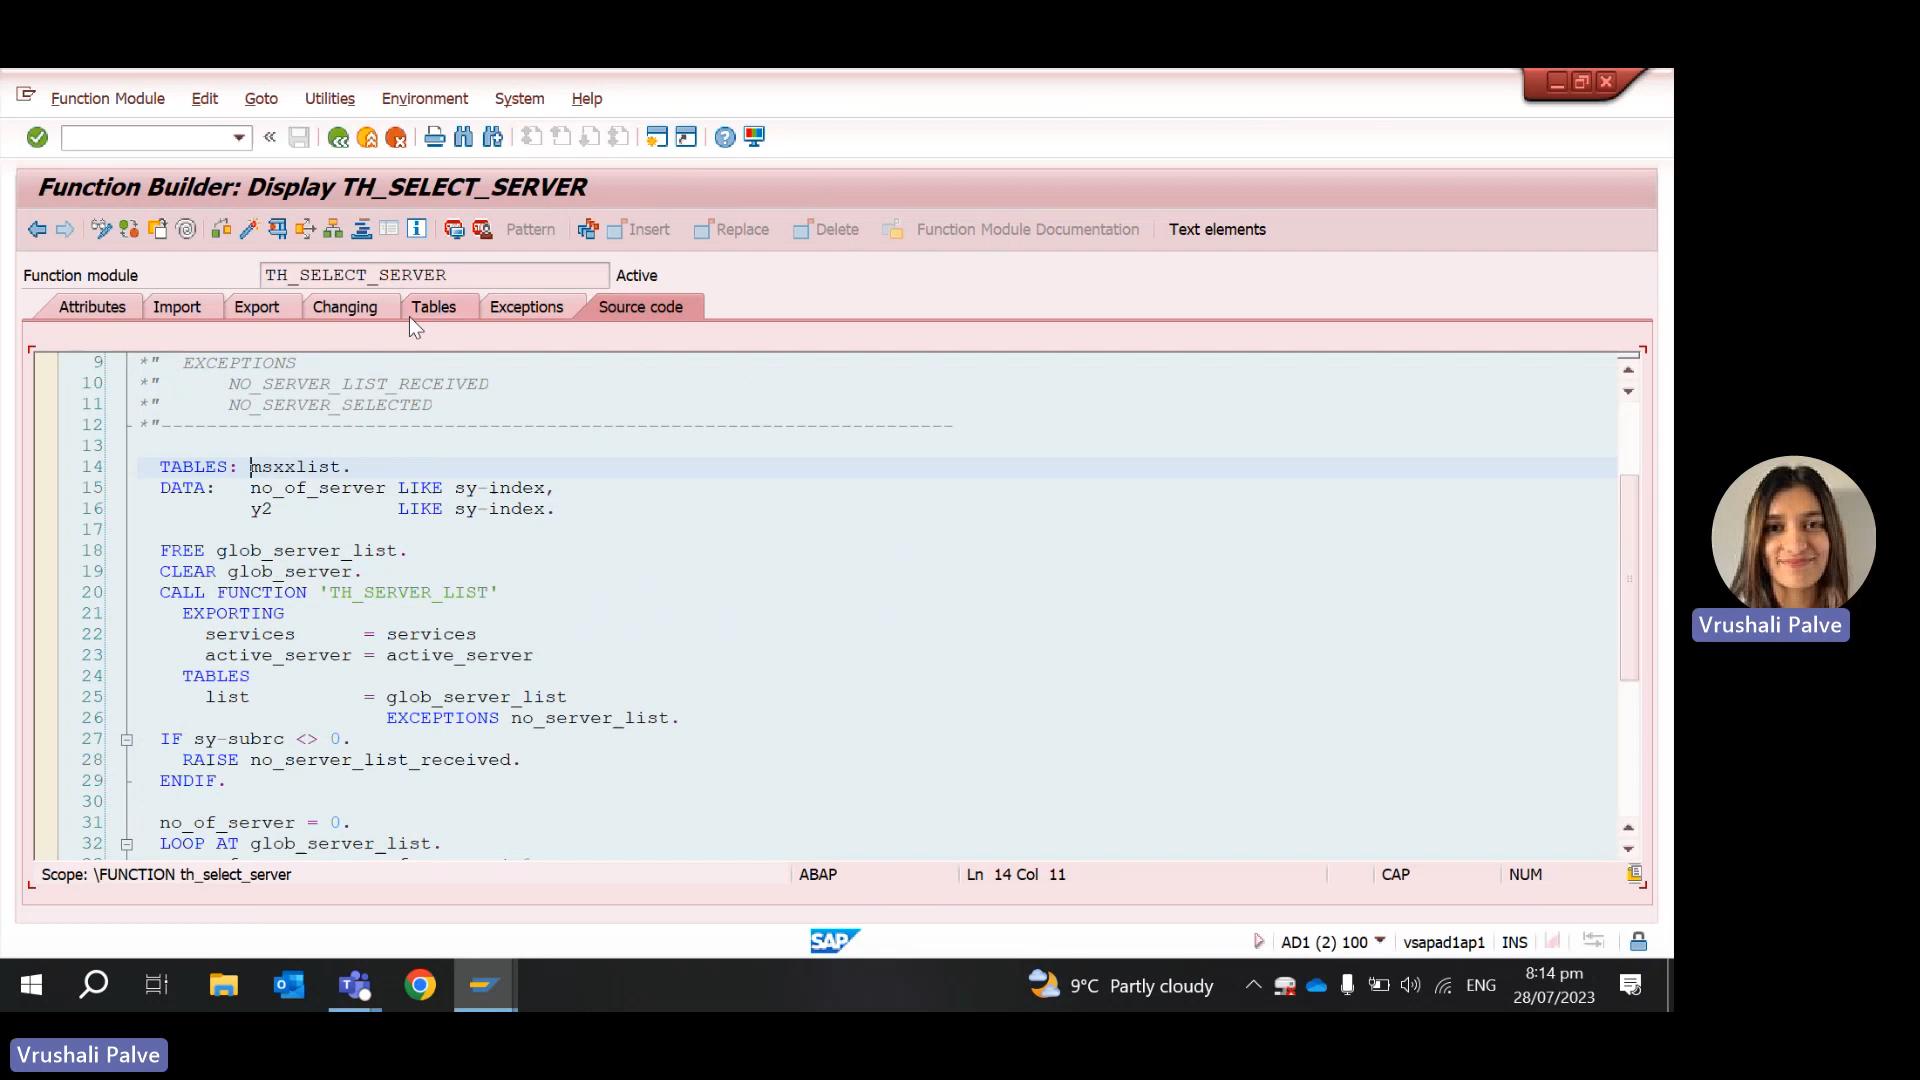 Function Module Edit Goto Utilities Environment System Help
Function Builder: Display TH_SELECT_SERVER
Pattern Insert Replace Delete Function Module Documentation Text elements
Function module TH_SELECT_SERVER Active
Attributes Import Export Changing Tables Exceptions Source code
9 *" EXCEPTIONS
10 *" NO_SERVER_LIST_RECEIVED
11 *" NO_SERVER_SELECTED
12 *"----------------------------------------------------------------------
13
14 TABLES: msxxlist.
15 DATA: no_of_server LIKE sy-index,
16 y2 LIKE sy-index.
17
18 FREE glob_server_list.
19 CLEAR glob_server.
20 CALL FUNCTION 'TH_SERVER_LIST'
21 EXPORTING
22 services = services
23 active_server = active_server
24 TABLES
25 list = glob_server_list
26 EXCEPTIONS no_server_list.
27 IF sy-subrc <> 0.
28 RAISE no_server_list_received.
29 ENDIF.
30
31 no_of_server = 0.
32 LOOP AT glob_server_list.
Scope: \FUNCTION th_select_server ABAP Ln 14 Col 11 CAP NUM
SAP AD1 (2) 100 vsapad1ap1 INS
9°C Partly cloudy ENG 8:14 pm
28/07/2023
Vrushali Palve
Vrushali Palve